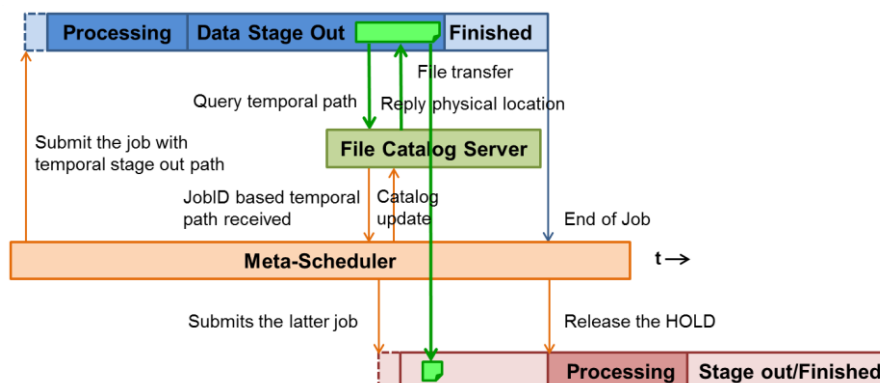 Processing
Data Stage Out
Finished
File transfer
Query temporal path
Reply physical location
Submit the job with
temporal stage out path
File Catalog Server
JobID based temporal
path received
Catalog
update
End of Job
Meta-Scheduler
t
Submits the latter job
Release the HOLD
Processing
Stage out/Finished